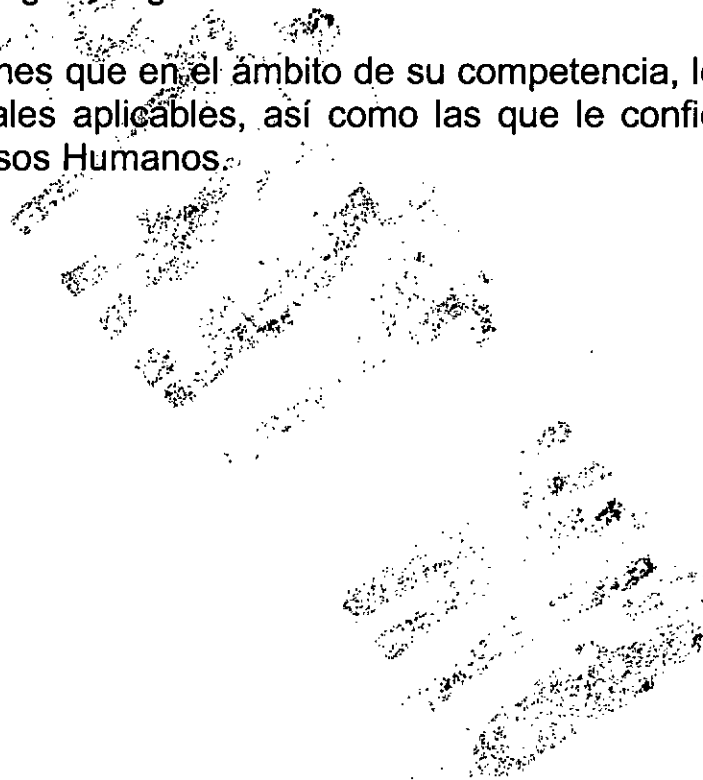 nes que en el ámbito de su competencia, l
ales aplicables, así como las que le confi
sos Humanos.